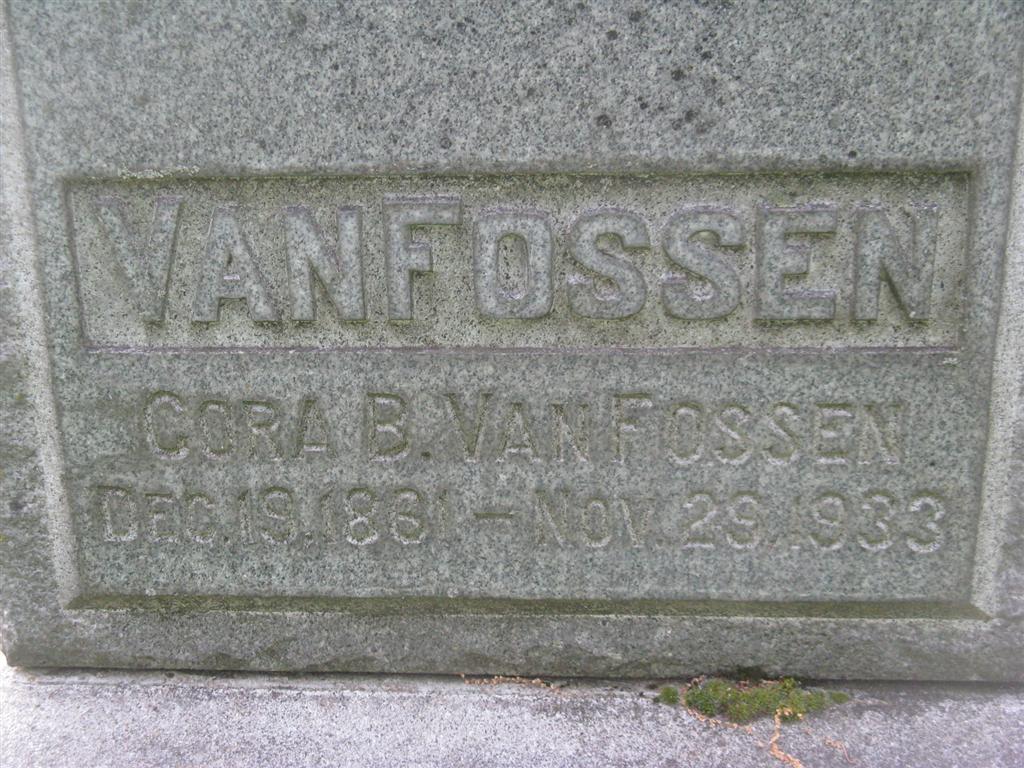 VANFOSSEN
CORA B. VANFOSSEN
DEC. 19. 1861 – NOV. 29. 1933